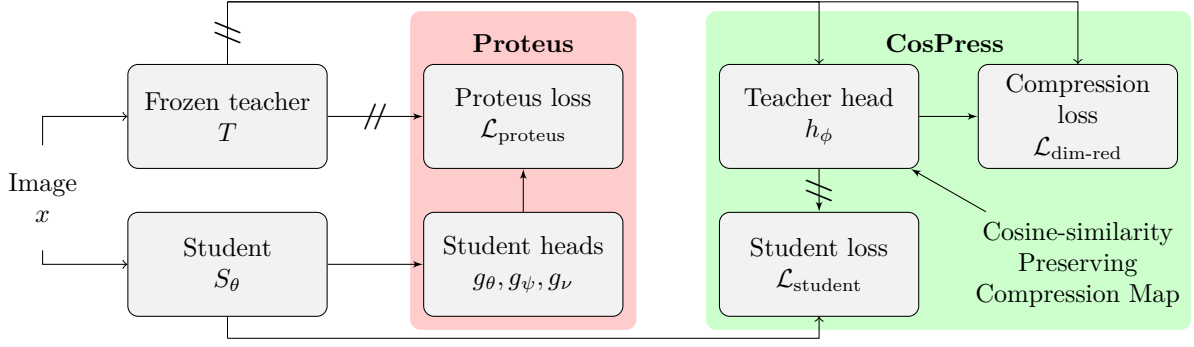 Image
x
Frozen teacher
T
Student
S_θ
Proteus
Proteus loss
ℒ_proteus
Student heads
g_θ, g_ψ, g_ν
CosPress
Teacher head
h_ϕ
Compression
loss
ℒ_dim-red
Student loss
ℒ_student
Cosine-similarity
Preserving
Compression Map